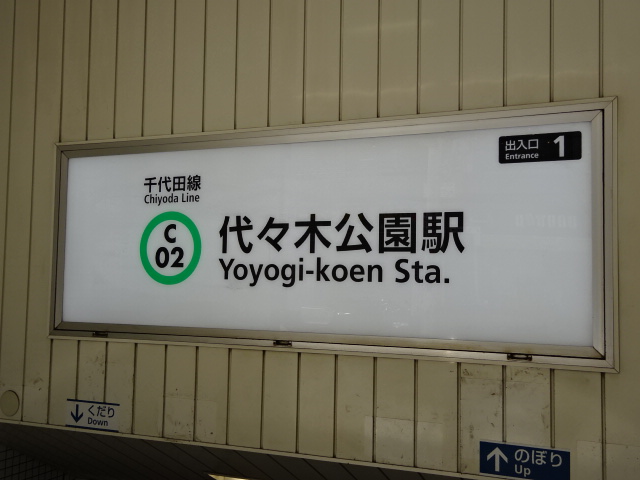 出入口 1
Entrance
千代田線
Chiyoda Line
C
02
代々木公園駅
Yoyogi-koen Sta.
↓くだり
Down
↑のぼり
Up